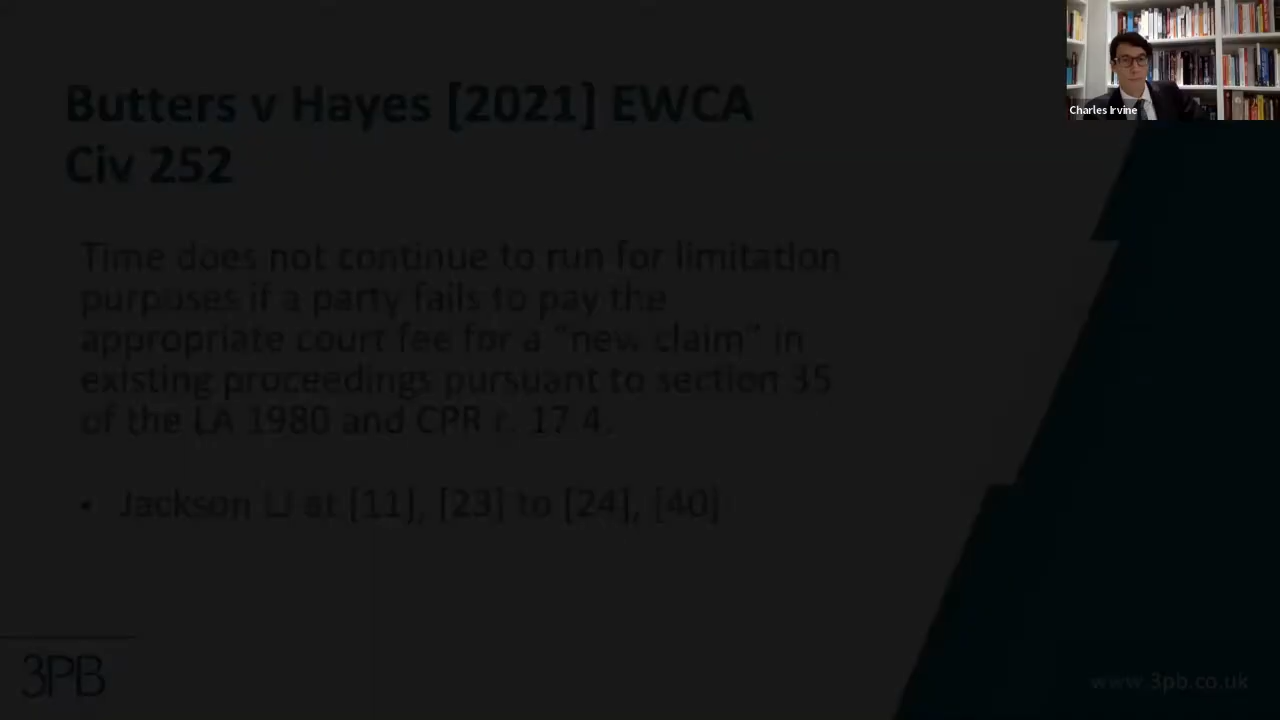 Charles Irvine
Butters v Hayes [2021] EWCA
Civ 252
Time does not continue to run for limitation
purposes if a party fails to pay the
appropriate court fee for a "new claim" in
existing proceedings pursuant to section 35
of the LA 1980 and CPR r. 17.4.
• Jackson LJ at [11], [23] to [24], [40]
3PB
www.3pb.co.uk